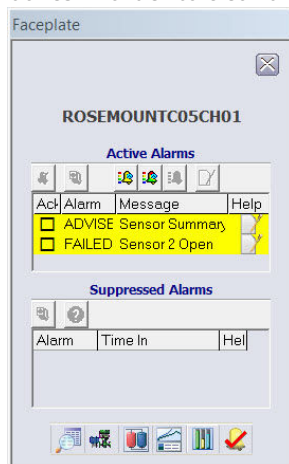 Faceplate
ROSEMOUNTC05CH01
Active Alarms
Ack Alarm Message Help
ADVISE Sensor Summary
FAILED Sensor 2 Open
Suppressed Alarms
Alarm Time In Hel